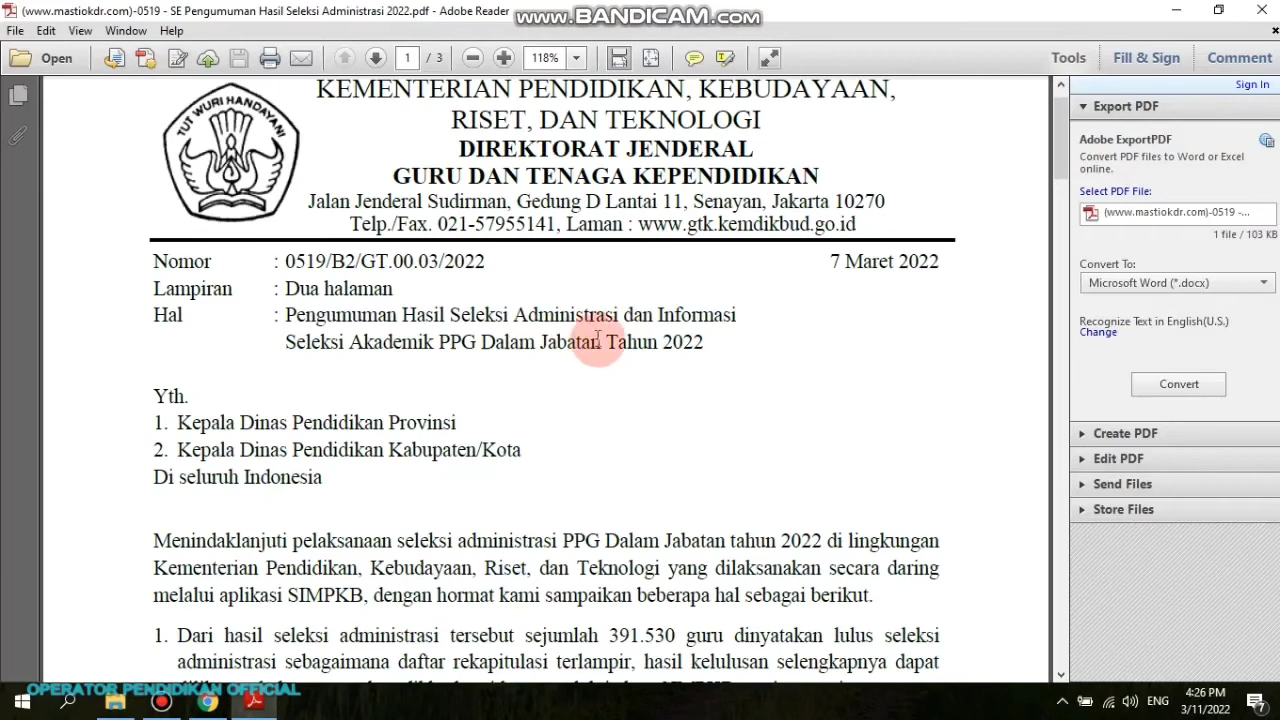 (www.mastiokdr.com)-0519 - SE Pengumuman Hasil Seleksi Administrasi 2022.pdf - Adobe Reader
www.BANDICAM.com
File Edit View Window Help
Open
1 / 3
118%
Tools Fill & Sign Comment
Sign In
KEMENTERIAN PENDIDIKAN, KEBUDAYAAN,
RISET, DAN TEKNOLOGI
DIREKTORAT JENDERAL
GURU DAN TENAGA KEPENDIDIKAN
Jalan Jenderal Sudirman, Gedung D Lantai 11, Senayan, Jakarta 10270
Telp./Fax. 021-57955141, Laman : www.gtk.kemdikbud.go.id
TUT WURI HANDAYANI
Nomor : 0519/B2/GT.00.03/2022 7 Maret 2022
Lampiran : Dua halaman
Hal : Pengumuman Hasil Seleksi Administrasi dan Informasi
Seleksi Akademik PPG Dalam Jabatan Tahun 2022
Yth.
1. Kepala Dinas Pendidikan Provinsi
2. Kepala Dinas Pendidikan Kabupaten/Kota
Di seluruh Indonesia
Menindaklanjuti pelaksanaan seleksi administrasi PPG Dalam Jabatan tahun 2022 di lingkungan
Kementerian Pendidikan, Kebudayaan, Riset, dan Teknologi yang dilaksanakan secara daring
melalui aplikasi SIMPKB, dengan hormat kami sampaikan beberapa hal sebagai berikut.
1. Dari hasil seleksi administrasi tersebut sejumlah 391.530 guru dinyatakan lulus seleksi
administrasi sebagaimana daftar rekapitulasi terlampir, hasil kelulusan selengkapnya dapat
Export PDF
Adobe ExportPDF
Convert PDF files to Word or Excel
online.
Select PDF File:
(www.mastiokdr.com)-0519 -...
1 file / 103 KB
Convert To:
Microsoft Word (*.docx)
Recognize Text in English(U.S.)
Change
Convert
Create PDF
Edit PDF
Send Files
Store Files
OPERATOR PENDIDIKAN OFFICIAL
ENG
4:26 PM
3/11/2022
7